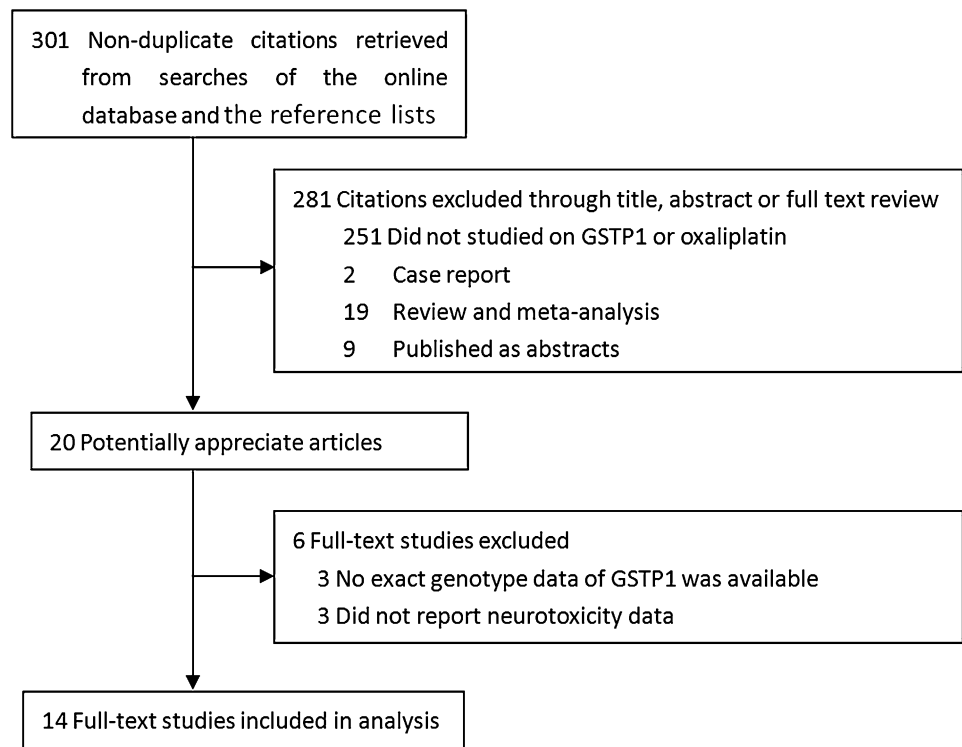 301 Non-duplicate citations retrieved
from searches of the online
database and the reference lists
281 Citations excluded through title, abstract or full text review
251 Did not studied on GSTP1 or oxaliplatin
2 Case report
19 Review and meta-analysis
9 Published as abstracts
20 Potentially appreciate articles
6 Full-text studies excluded
3 No exact genotype data of GSTP1 was available
3 Did not report neurotoxicity data
14 Full-text studies included in analysis